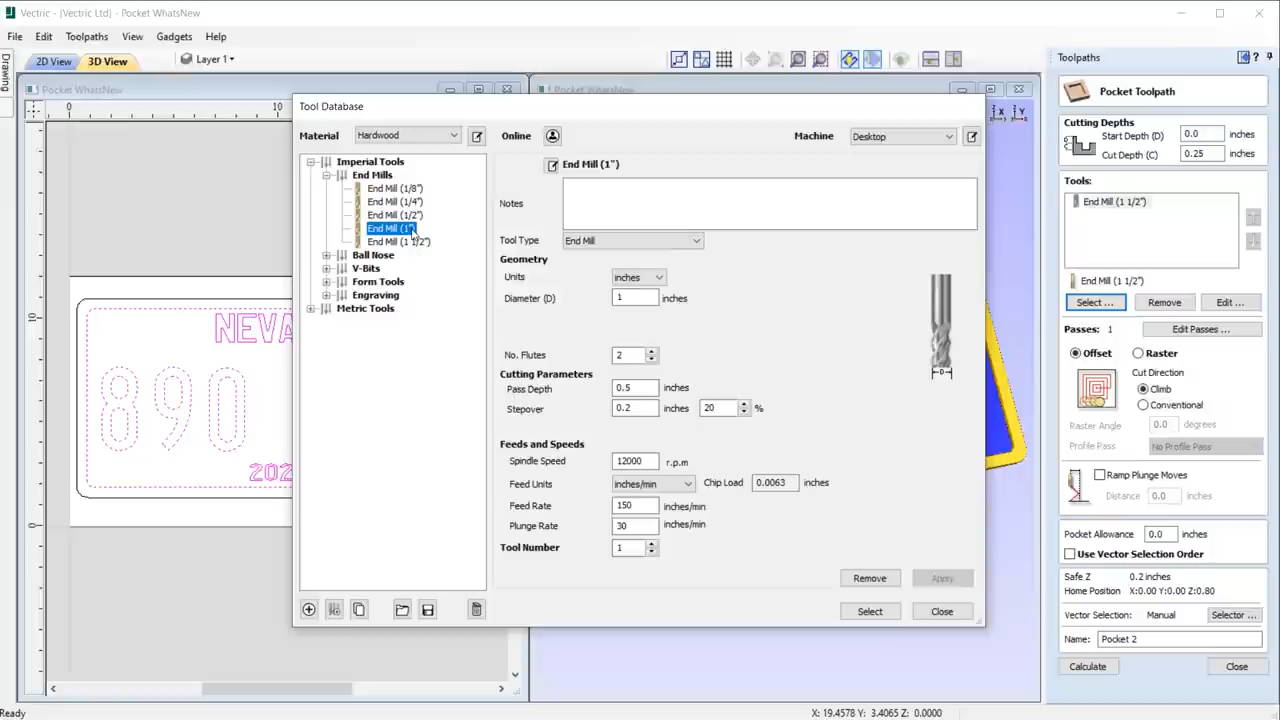 Vectric - {Vectric Ltd} - Pocket WhatsNew
File Edit Toolpaths View Gadgets Help
2D View 3D View Layer 1
Drawing
Pocket WhatsNew
0 10
10
0
NEVA
890
202
Pocket WhatsNew
X Y
Tool Database
Material Hardwood Online Machine Desktop
Imperial Tools
End Mills
End Mill (1/8")
End Mill (1/4")
End Mill (1/2")
End Mill (1")
End Mill (1 1/2")
Ball Nose
V-Bits
Form Tools
Engraving
Metric Tools
End Mill (1")
Notes
Tool Type End Mill
Geometry
Units inches
Diameter (D) 1 inches
No. Flutes 2
Cutting Parameters
Pass Depth 0.5 inches
Stepover 0.2 inches 20 %
Feeds and Speeds
Spindle Speed 12000 r.p.m
Feed Units inches/min Chip Load 0.0063 inches
Feed Rate 150 inches/min
Plunge Rate 30 inches/min
Tool Number 1
D
Remove Apply
Select Close
Toolpaths ?
Pocket Toolpath
Cutting Depths
Start Depth (D) 0.0 inches
Cut Depth (C) 0.25 inches
Tools:
End Mill (1 1/2")
End Mill (1 1/2")
Select ... Remove Edit ...
Passes: 1 Edit Passes ...
Offset Raster
Cut Direction
Climb
Conventional
Raster Angle 0.0 degrees
Profile Pass No Profile Pass
Ramp Plunge Moves
Distance 0.0 inches
Pocket Allowance 0.0 inches
Use Vector Selection Order
Safe Z 0.2 inches
Home Position X:0.00 Y:0.00 Z:0.80
Vector Selection: Manual Selector ...
Name: Pocket 2
Calculate Close
Ready X: 19.4578 Y: 3.4065 Z: 0.0000